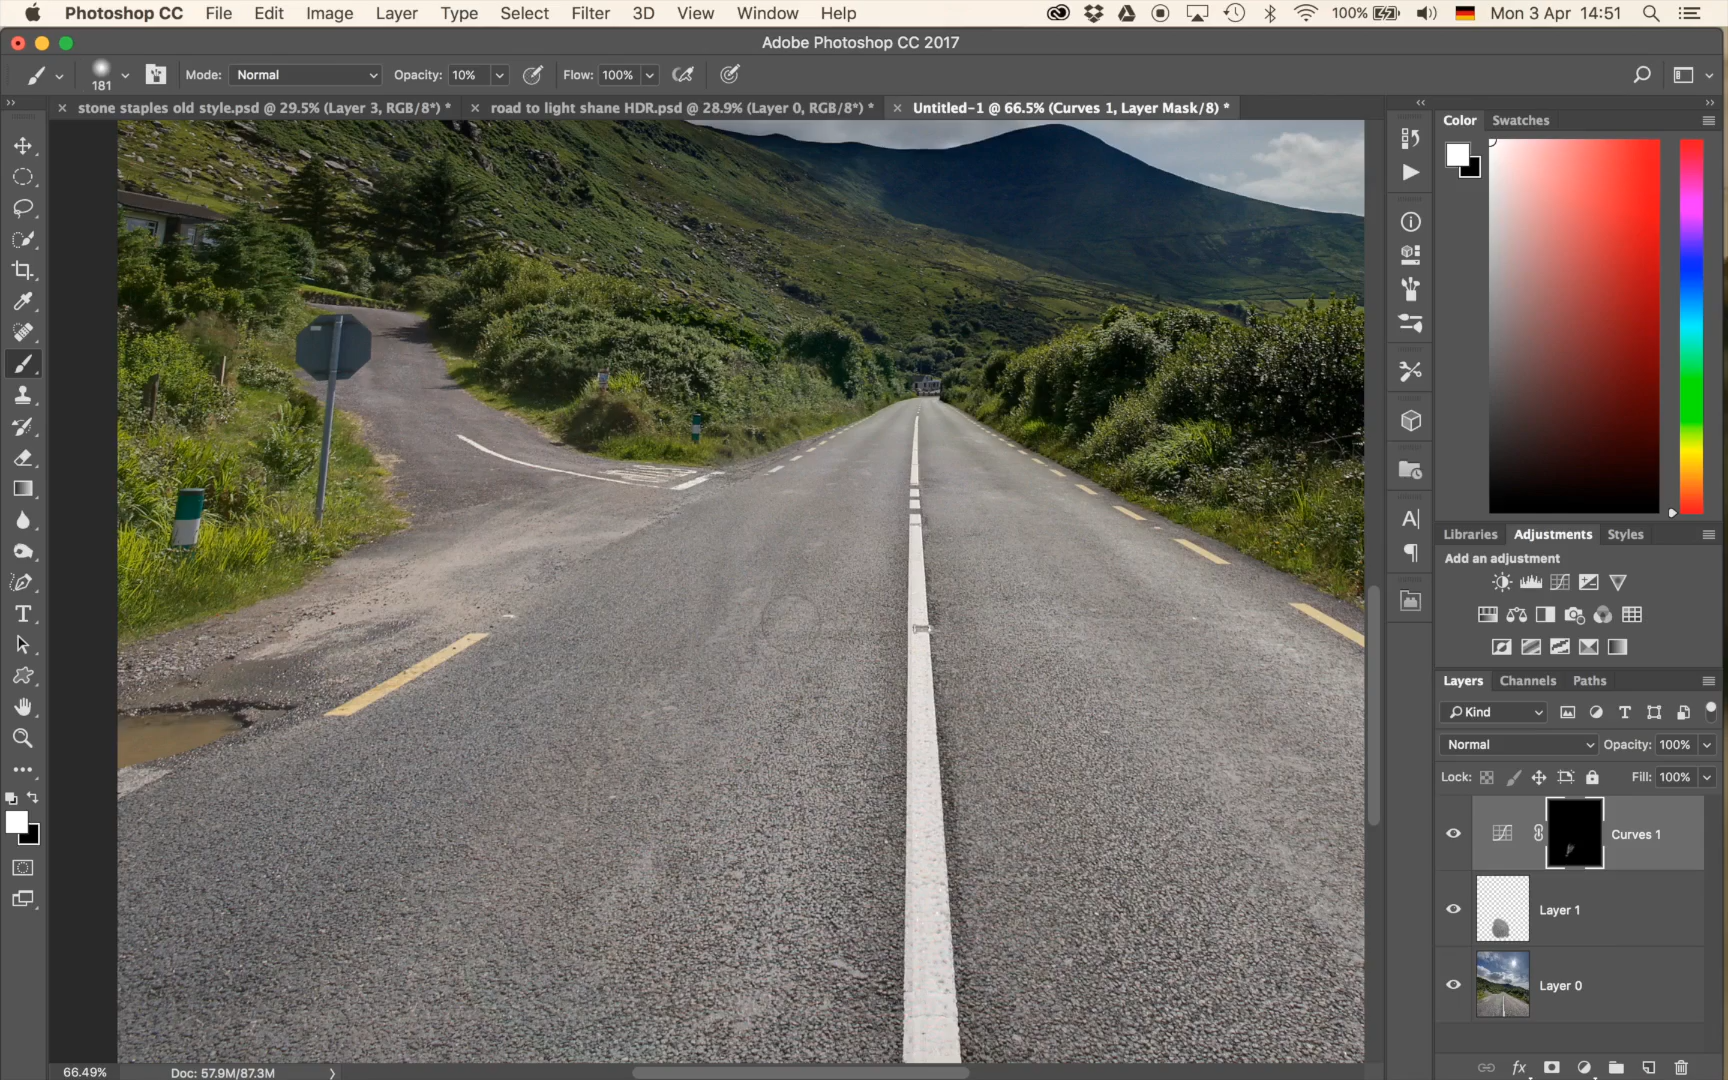 Photoshop CC File Edit Image Layer Type Select Filter 3D View Window Help 100% Mon 3 Apr 14:51
Adobe Photoshop CC 2017
181 Mode: Normal Opacity: 10% Flow: 100%
stone staples old style.psd @ 29.5% (Layer 3, RGB/8*) * road to light shane HDR.psd @ 28.9% (Layer 0, RGB/8*) * Untitled-1 @ 66.5% (Curves 1, Layer Mask/8) *
Color Swatches
Libraries Adjustments Styles
Add an adjustment
Layers Channels Paths
Kind
Normal Opacity: 100%
Lock: Fill: 100%
Curves 1
Layer 1
Layer 0
66.49% Doc: 57.9M/87.3M